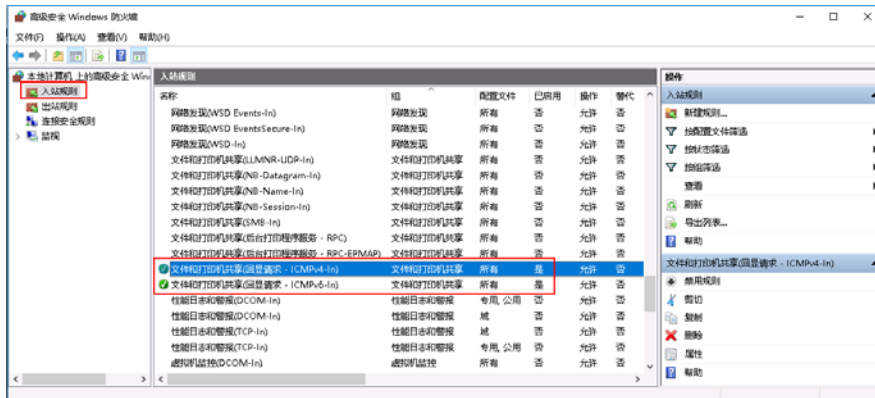 高级安全 Windows 防火墙
文件(F) 操作(A) 查看(V) 帮助(H)
本地计算机 上的高级安全 Win
入站规则
出站规则
连接安全规则
监视
入站规则
名称 组 配置文件 已启用 操作 替代
网络发现(WSD Events-In) 网络发现 所有 否 允许 否
网络发现(WSD EventsSecure-In) 网络发现 所有 否 允许 否
网络发现(WSD-In) 网络发现 所有 否 允许 否
文件和打印机共享(LLMNR-UDP-In) 文件和打印机共享 所有 否 允许 否
文件和打印机共享(NB-Datagram-In) 文件和打印机共享 所有 否 允许 否
文件和打印机共享(NB-Name-In) 文件和打印机共享 所有 否 允许 否
文件和打印机共享(NB-Session-In) 文件和打印机共享 所有 否 允许 否
文件和打印机共享(SMB-In) 文件和打印机共享 所有 否 允许 否
文件和打印机共享(后台打印程序服务 - RPC) 文件和打印机共享 所有 否 允许 否
文件和打印机共享(后台打印程序服务 - RPC-EPMAP) 文件和打印机共享 所有 否 允许 否
文件和打印机共享(回显请求 - ICMPv4-In) 文件和打印机共享 所有 是 允许 否
文件和打印机共享(回显请求 - ICMPv6-In) 文件和打印机共享 所有 是 允许 否
性能日志和警报(DCOM-In) 性能日志和警报 专用, 公用 否 允许 否
性能日志和警报(DCOM-In) 性能日志和警报 域 否 允许 否
性能日志和警报(TCP-In) 性能日志和警报 域 否 允许 否
性能日志和警报(TCP-In) 性能日志和警报 专用, 公用 否 允许 否
虚拟机监控(DCOM-In) 虚拟机监控 所有 否 允许 否
操作
入站规则
新建规则...
按配置文件筛选
按状态筛选
按组筛选
查看
刷新
导出列表...
帮助
文件和打印机共享(回显请求 - ICMPv4-In)
禁用规则
剪切
复制
删除
属性
帮助